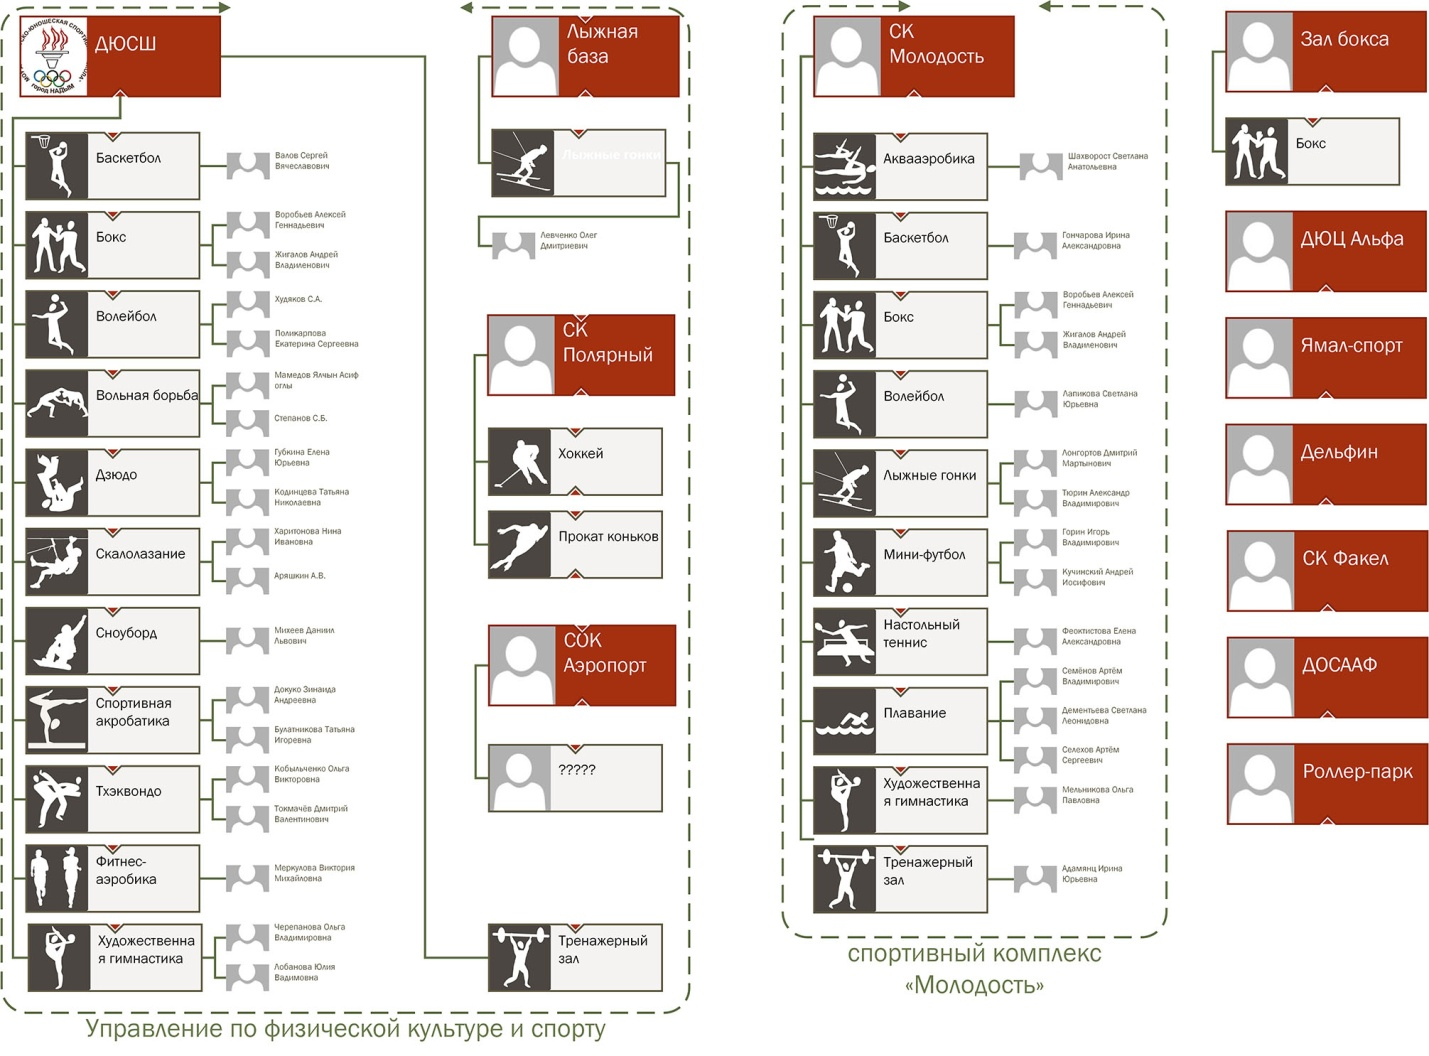 СКО-ЮНОШЕСКАЯ СПОРТИ
город НАДЫМ
ДЮСШ
Баскетбол
Валов Сергей
Вячеславович
Бокс
Воробьев Алексей
Геннадьевич
Жигалов Андрей
Владиленович
Волейбол
Худяков С.А.
Поликарпова
Екатерина Сергеевна
Вольная борьба
Мамедов Ялчын Асиф
оглы
Степанов С.Б.
Дзюдо
Губкина Елена
Юрьевна
Кодинцева Татьяна
Николаевна
Скалолазание
Харитонова Нина
Ивановна
Аряшкин А.В.
Сноуборд
Михеев Даниил
Львович
Спортивная
акробатика
Докуко Зинаида
Андреевна
Булатникова Татьяна
Игоревна
Тхэквондо
Кобыльченко Ольга
Викторовна
Токмачёв Дмитрий
Валентинович
Фитнес-
аэробика
Меркулова Виктория
Михайловна
Художественна
я гимнастика
Черепанова Ольга
Владимировна
Лобанова Юлия
Вадимовна
Лыжная
база
Лыжные гонки
Левченко Олег
Дмитриевич
СК
Полярный
Хоккей
Прокат коньков
СОК
Аэропорт
?????
Тренажерный
зал
Управление по физической культуре и спорту
СК
Молодость
Аквааэробика
Шахворост Светлана
Анатольевна
Баскетбол
Гончарова Ирина
Александровна
Бокс
Воробьев Алексей
Геннадьевич
Жигалов Андрей
Владиленович
Волейбол
Лапикова Светлана
Юрьевна
Лыжные гонки
Лонгортов Дмитрий
Мартынович
Тюрин Александр
Владимирович
Мини-футбол
Горин Игорь
Владимирович
Кучинский Андрей
Иосифович
Настольный
теннис
Феоктистова Елена
Александровна
Плавание
Семёнов Артём
Владимирович
Дементьева Светлана
Леонидовна
Селехов Артём
Сергеевич
Художественна
я гимнастика
Мельникова Ольга
Павловна
Тренажерный
зал
Адамянц Ирина
Юрьевна
спортивный комплекс
«Молодость»
Зал бокса
Бокс
ДЮЦ Альфа
Ямал-спорт
Дельфин
СК Факел
ДОСААФ
Роллер-парк